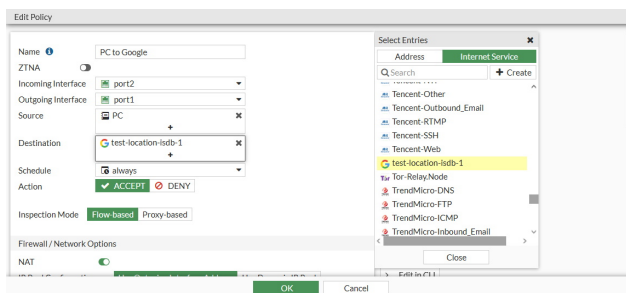 Edit Policy
Name PC to Google
ZTNA
Incoming Interface port2
Outgoing Interface port1
Source PC
+
Destination test-location-isdb-1
+
Schedule always
Action ACCEPT DENY
Inspection Mode Flow-based Proxy-based
Firewall / Network Options
NAT
Select Entries
Address Internet Service
Search + Create
Tencent-Other
Tencent-Outbound_Email
Tencent-RTMP
Tencent-SSH
Tencent-Web
test-location-isdb-1
Tor Tor-Relay.Node
TrendMicro-DNS
TrendMicro-FTP
TrendMicro-ICMP
TrendMicro-Inbound_Email
Close
Edit in CLI
OK Cancel